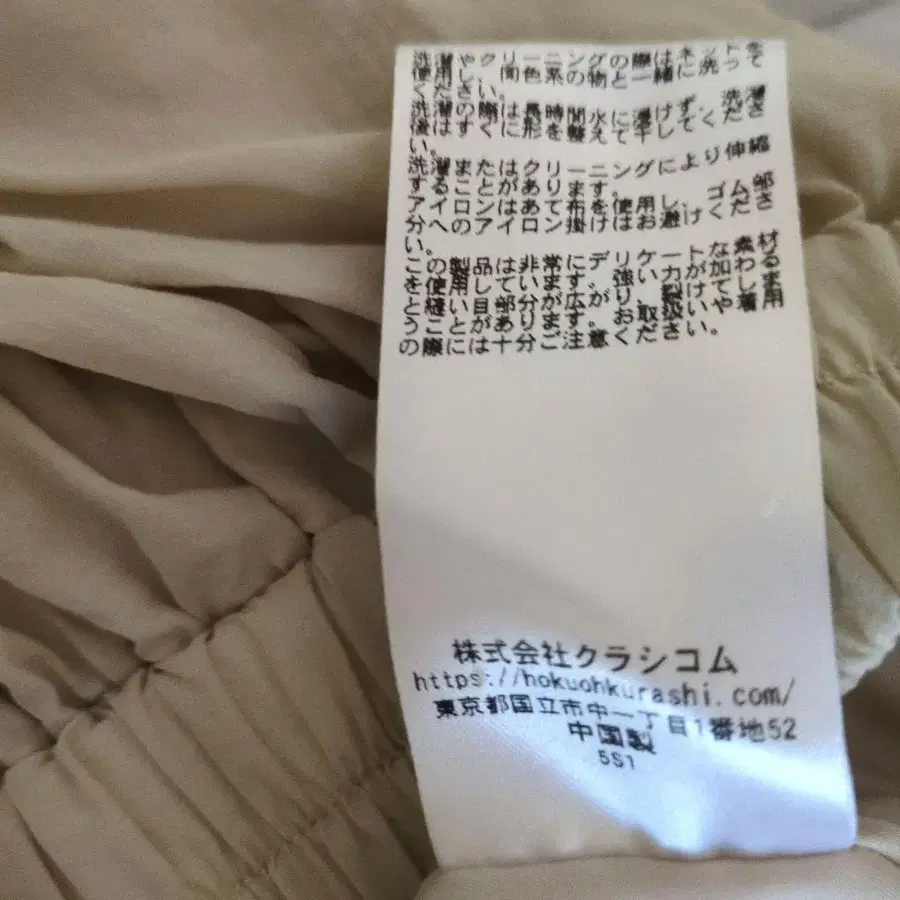 洗濯やクリーニングの際はネットを
使用し、同色系の物と一緒に洗って
ください。
洗濯の際は長時間水に浸けず、洗濯
後はすぐに形を整えて干してくださ
い。
洗濯またはクリーニングにより伸縮
することがあります。
アイロンはあて布を使用し、ゴム部
分へのアイロン掛けはお避けくださ
い。
この製品は非常にデリケートな素材
を使用しています。強い力が加わる
と縫い目部分が広がり、裂けてしま
うことがあります。お取扱いや着用
の際には十分ご注意ください。
株式会社クラシコム
https://hokuohkurashi.com/
東京都国立市中一丁目1番地52
中国製
5S1